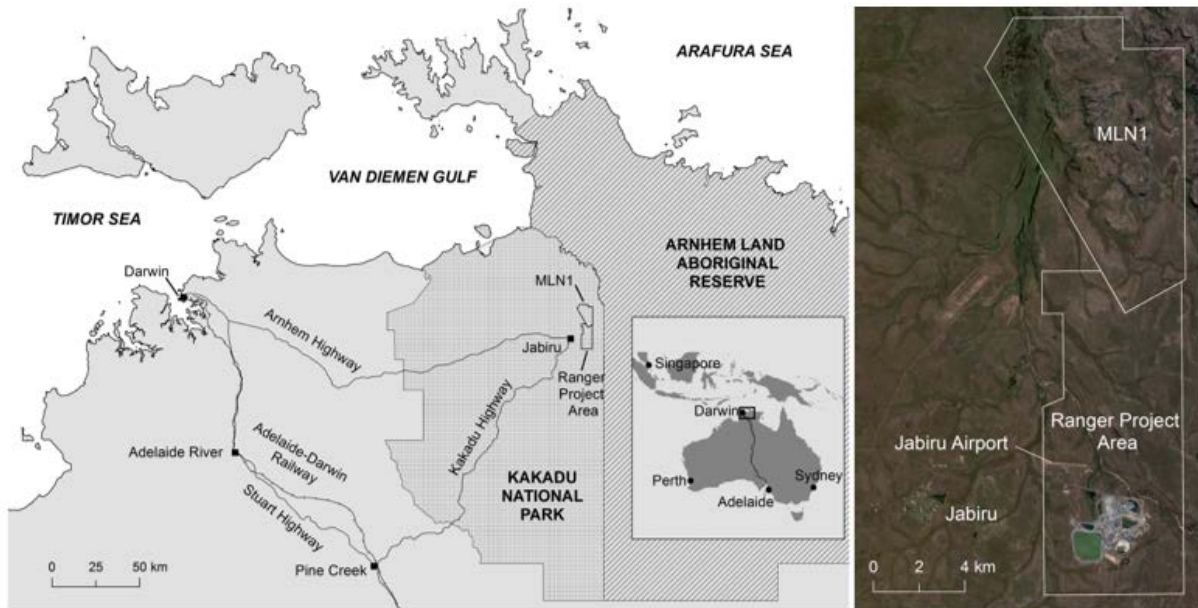 ARAFURA SEA
VAN DIEMEN GULF
TIMOR SEA
Darwin
ARNHEM LAND
ABORIGINAL
RESERVE
MLN1
Arnhem Highway
Jabiru
Ranger
Project
Area
Kakadu Highway
Adelaide River
Adelaide-Darwin
Railway
Stuart Highway
KAKADU
NATIONAL
PARK
Pine Creek
0 25 50 km
Singapore
Darwin
Perth
Sydney
Adelaide
MLN1
Ranger Project
Area
Jabiru Airport
Jabiru
0 2 4 km